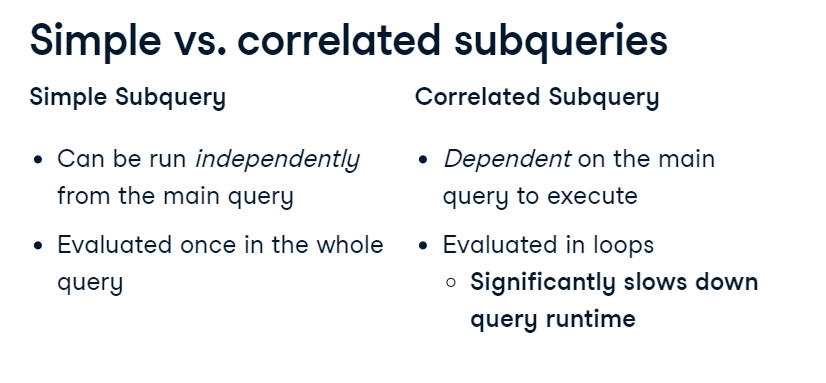 Simple vs. correlated subqueries
Simple Subquery
Can be run independently
from the main query
Evaluated once in the whole
query
Correlated Subquery
Dependent on the main
query to execute
Evaluated in loops
Significantly slows down
query runtime